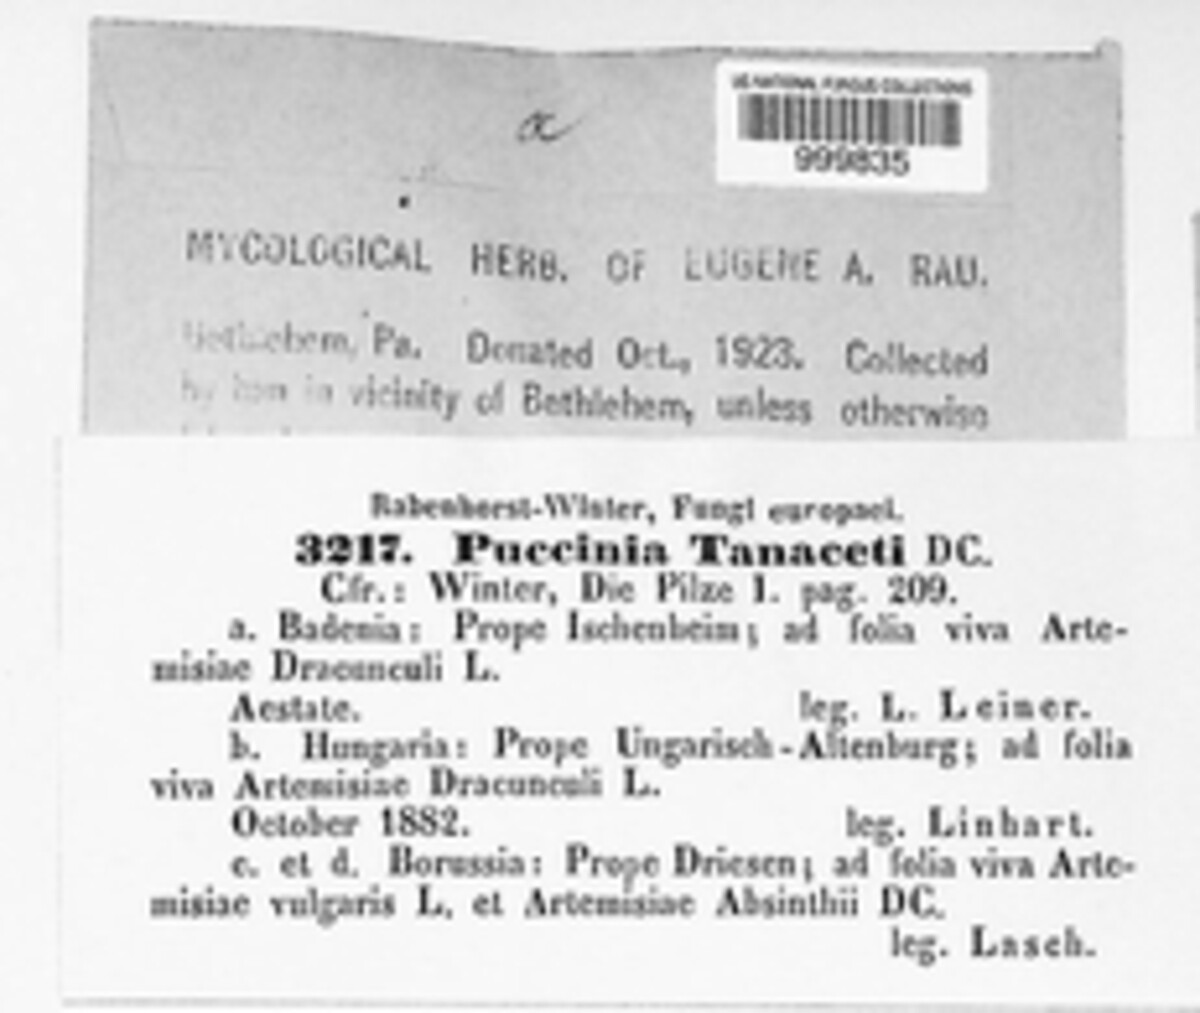 a
US NATIONAL FUNGUS COLLECTIONS
999835
MYCOLOGICAL HERB. OF EUGENE A. RAU.
Bethlehem, Pa. Donated Oct., 1923. Collected
by him in vicinity of Bethlehem, unless otherwise
Rabenhorst-Winter, Fungi europaei.
3217. Puccinia Tanaceti DC.
Cfr.: Winter, Die Pilze I. pag. 209.
a. Badenia: Prope Ischenheim; ad folia viva Arte-
misiae Dracunculi L.
Aestate. leg. L. Leiner.
b. Hungaria: Prope Ungarisch-Altenburg; ad folia
viva Artemisiae Dracunculi L.
October 1882. leg. Linhart.
c. et d. Borussia: Prope Driesen; ad folia viva Arte-
misiae vulgaris L. et Artemisiae Absinthii DC.
leg. Lasch.